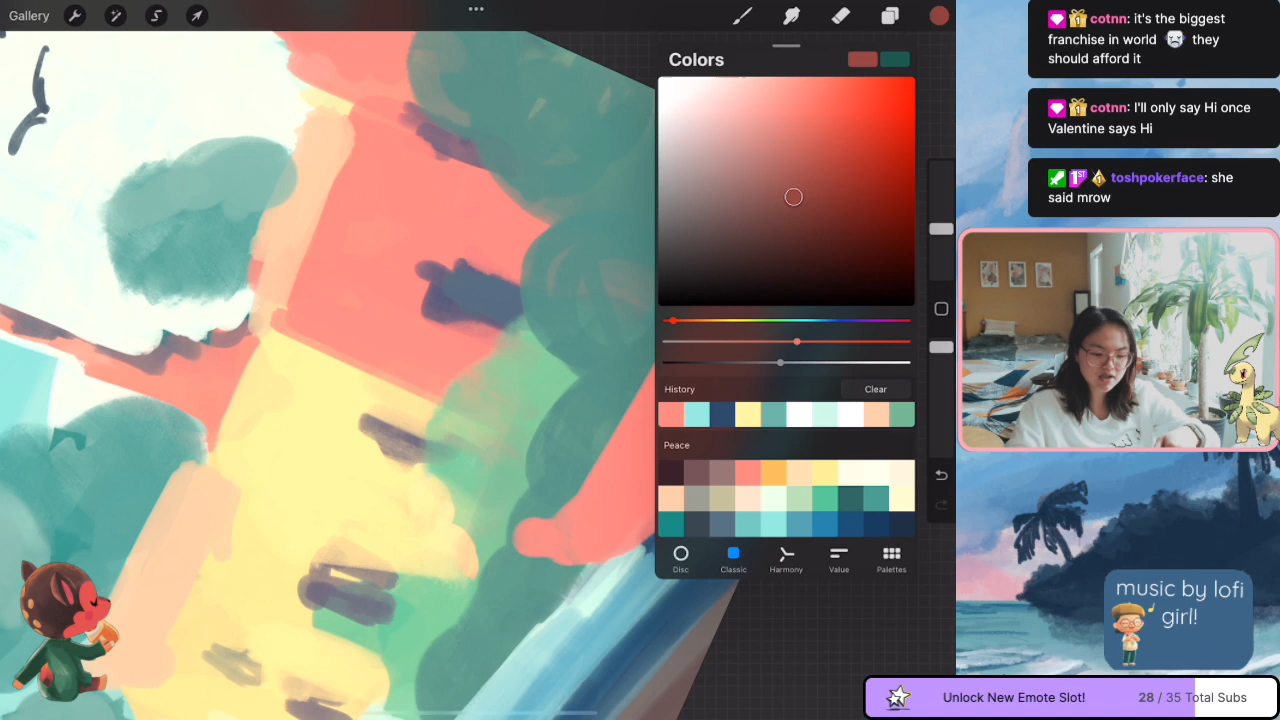 Gallery
Colors
History
Clear
Peace
Disc
Classic
Harmony
Value
Palettes
cotnn: it's the biggest
franchise in world they
should afford it
cotnn: I'll only say Hi once
Valentine says Hi
1ST toshpokerface: she
said mrow
music by lofi
girl!
Unlock New Emote Slot!
28 / 35 Total Subs